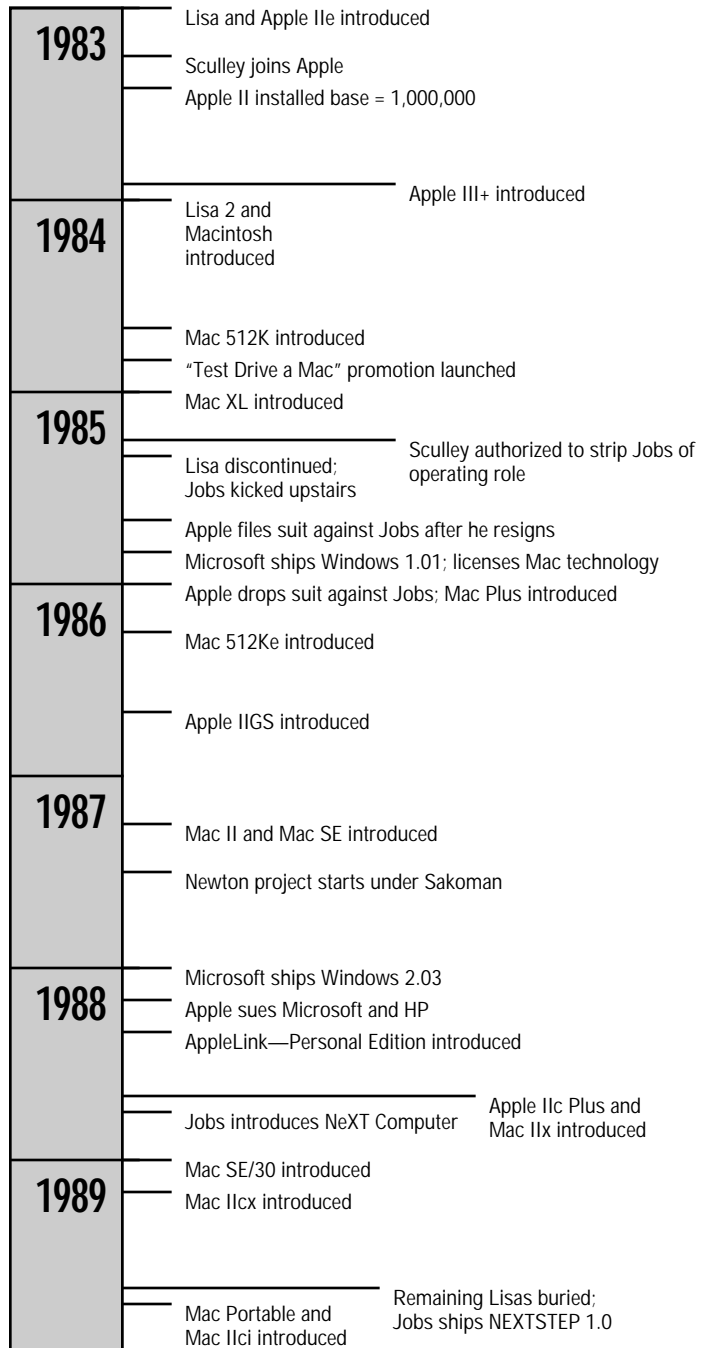 1983
Lisa and Apple IIe introduced
Sculley joins Apple
Apple II installed base = 1,000,000
Apple III+ introduced
1984
Lisa 2 and
Macintosh
introduced
Mac 512K introduced
“Test Drive a Mac” promotion launched
1985
Mac XL introduced
Sculley authorized to strip Jobs of
operating role
Lisa discontinued;
Jobs kicked upstairs
Apple files suit against Jobs after he resigns
Microsoft ships Windows 1.01; licenses Mac technology
1986
Apple drops suit against Jobs; Mac Plus introduced
Mac 512Ke introduced
Apple IIGS introduced
1987
Mac II and Mac SE introduced
Newton project starts under Sakoman
1988
Microsoft ships Windows 2.03
Apple sues Microsoft and HP
AppleLink—Personal Edition introduced
Apple IIc Plus and
Mac IIx introduced
Jobs introduces NeXT Computer
1989
Mac SE/30 introduced
Mac IIcx introduced
Remaining Lisas buried;
Jobs ships NEXTSTEP 1.0
Mac Portable and
Mac IIci introduced